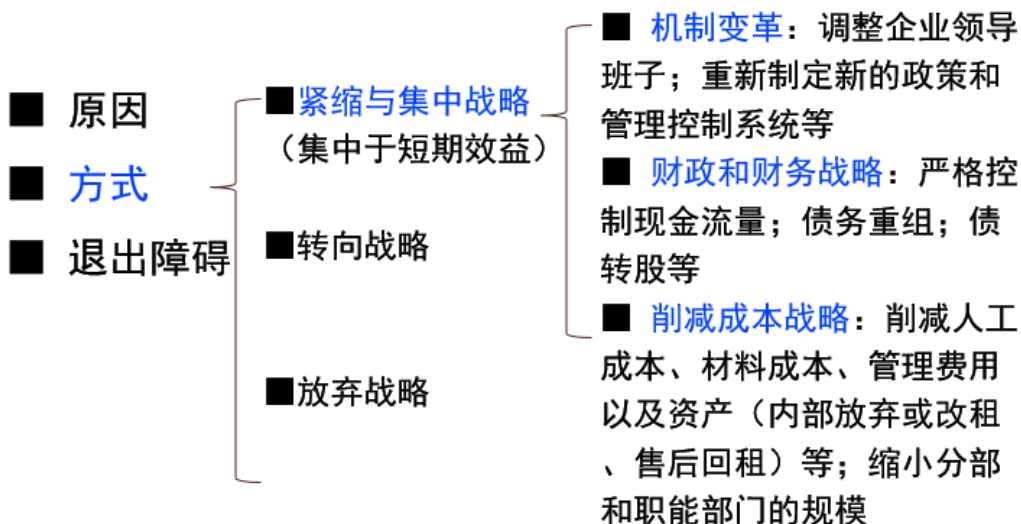 ■ 原因
■ 方式
■ 退出障碍
■紧缩与集中战略
（集中于短期效益）
■转向战略
■放弃战略
■ 机制变革：调整企业领导
班子；重新制定新的政策和
管理控制系统等
■ 财政和财务战略：严格控
制现金流量；债务重组；债
转股等
■ 削减成本战略：削减人工
成本、材料成本、管理费用
以及资产（内部放弃或改租
、售后回租）等；缩小分部
和职能部门的规模